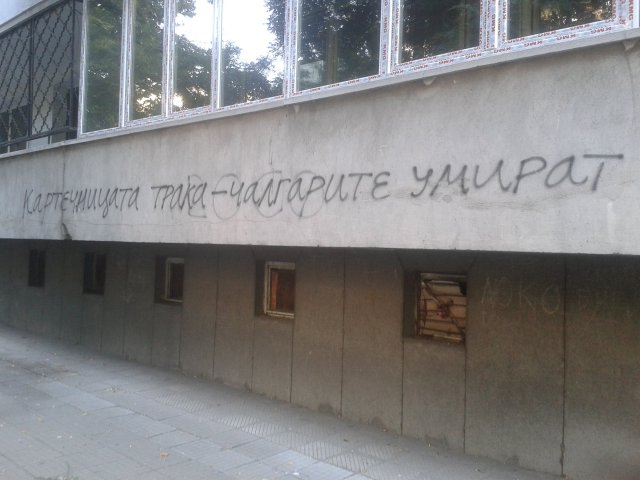 Картечницата трака – чалгарите умират